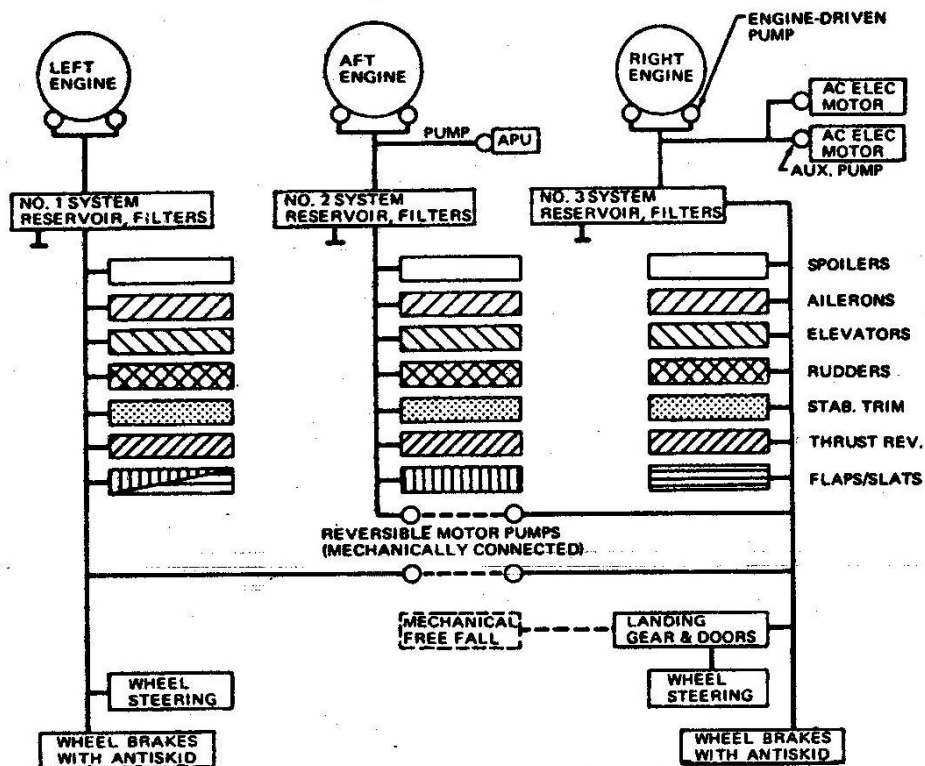 LEFT
ENGINE
AFT
ENGINE
RIGHT
ENGINE
ENGINE-DRIVEN
PUMP
AC ELEC
MOTOR
PUMP
APU
AC ELEC
MOTOR
AUX. PUMP
NO. 1 SYSTEM
RESERVOIR, FILTERS
NO. 2 SYSTEM
RESERVOIR, FILTERS
NO. 3 SYSTEM
RESERVOIR, FILTERS
SPOILERS
AILERONS
ELEVATORS
RUDDERS
STAB. TRIM
THRUST REV.
FLAPS/SLATS
REVERSIBLE MOTOR PUMPS
(MECHANICALLY CONNECTED)
MECHANICAL
FREE FALL
LANDING
GEAR & DOORS
WHEEL
STEERING
WHEEL
STEERING
WHEEL BRAKES
WITH ANTISKID
WHEEL BRAKES
WITH ANTISKID